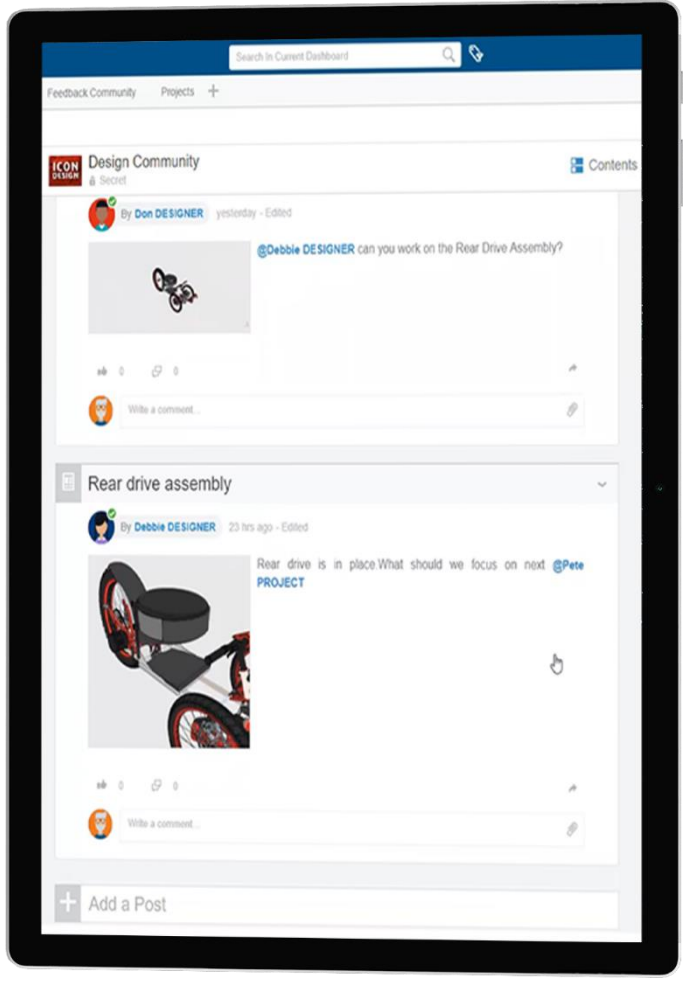 Search In Current Dashboard
Feedback Community Projects
ICON
DESIGN
Design Community
Secret
Contents
By Don DESIGNER yesterday - Edited
@Debbie DESIGNER can you work on the Rear Drive Assembly?
0 0
Write a comment...
Rear drive assembly
By Debbie DESIGNER 23 hrs ago - Edited
Rear drive is in place.What should we focus on next @Pete
PROJECT
0 0
Write a comment...
Add a Post